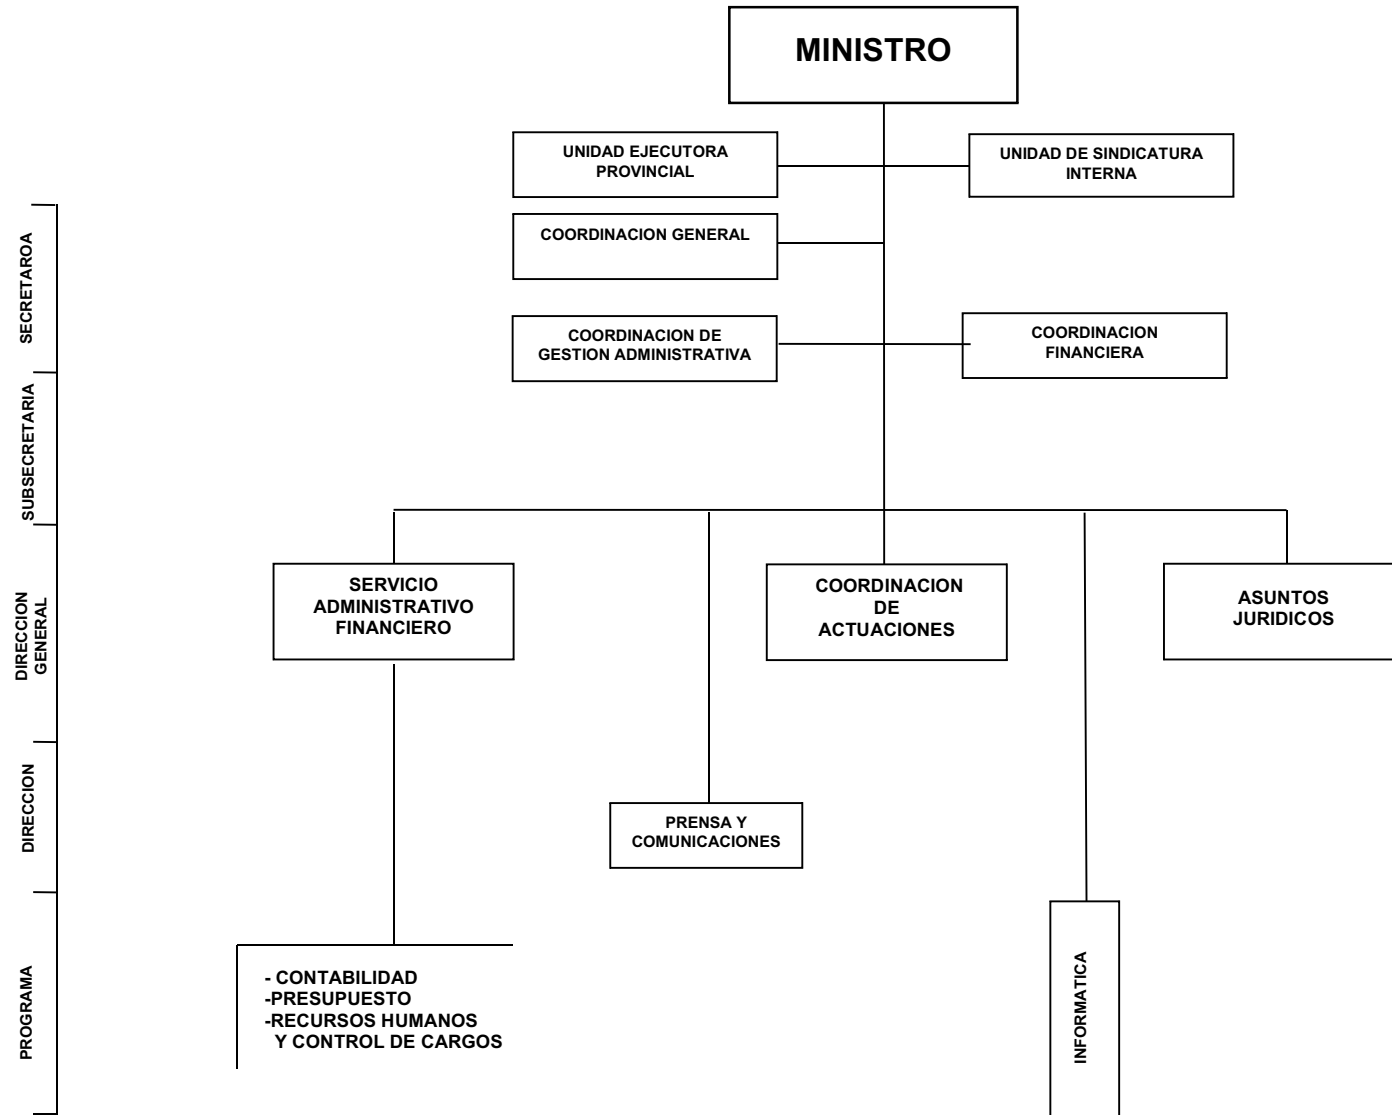 MINISTRO
UNIDAD EJECUTORA
PROVINCIAL
UNIDAD DE SINDICATURA
INTERNA
COORDINACION GENERAL
COORDINACION DE
GESTION ADMINISTRATIVA
COORDINACION
FINANCIERA
SECRETAROA
SUBSECRETARIA
DIRECCION
GENERAL
DIRECCION
PROGRAMA
SERVICIO
ADMINISTRATIVO
FINANCIERO
COORDINACION
DE
ACTUACIONES
ASUNTOS
JURIDICOS
PRENSA Y
COMUNICACIONES
- CONTABILIDAD
-PRESUPUESTO
-RECURSOS HUMANOS
Y CONTROL DE CARGOS
INFORMATICA